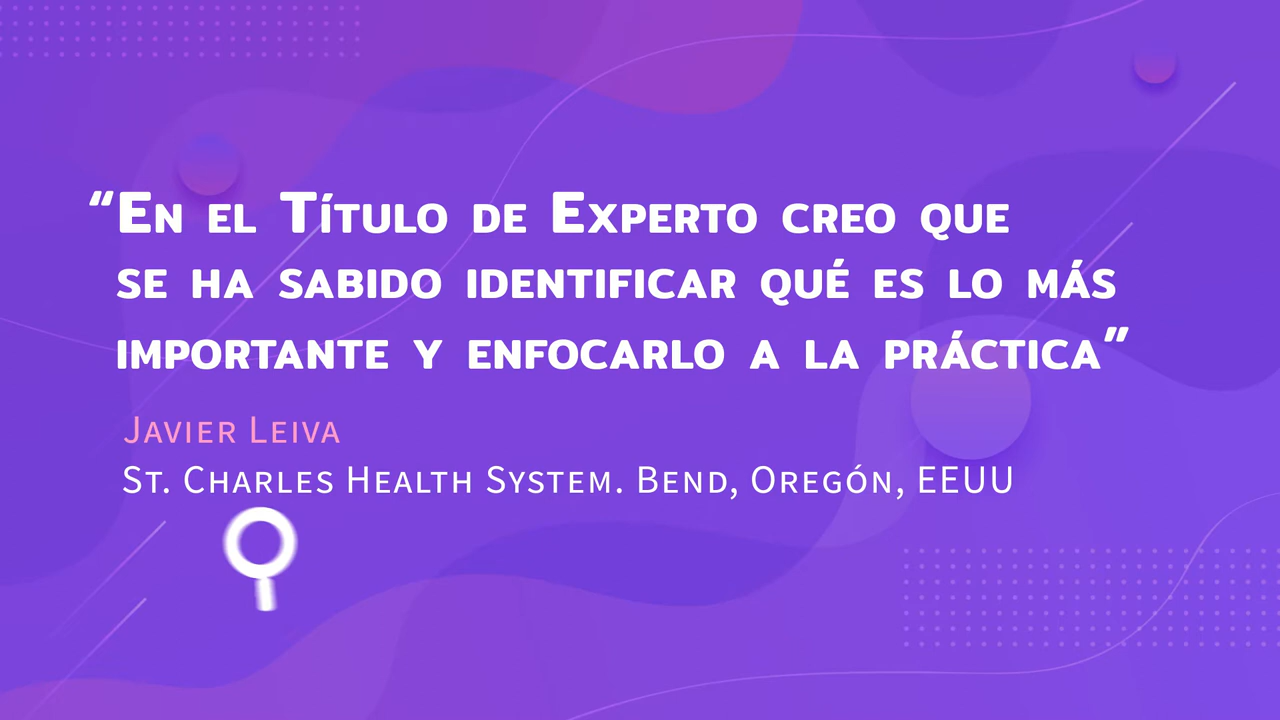 “En el Título de Experto creo que
se ha sabido identificar qué es lo más
importante y enfocarlo a la práctica”
Javier Leiva
St. Charles Health System. Bend, Oregón, EEUU